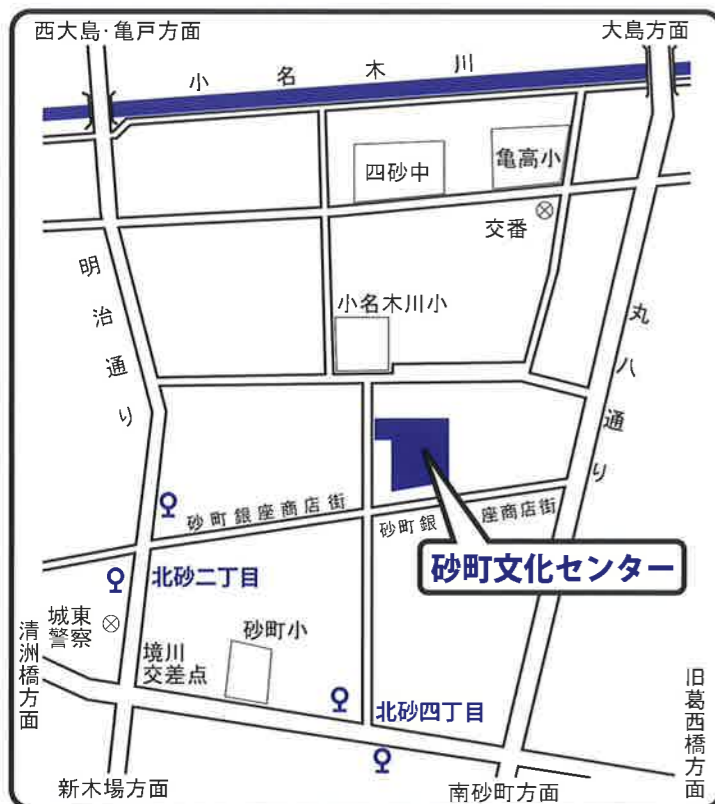 西大島・亀戸方面
大島方面
小名木川
四砂中
亀高小
交番
明治通り
小名木川小
丸八通り
砂町銀座商店街
砂町銀座商店街
砂町文化センター
北砂二丁目
城東
警察
砂町小
境川
交差点
清洲橋方面
北砂四丁目
旧葛西橋方面
新木場方面
南砂町方面